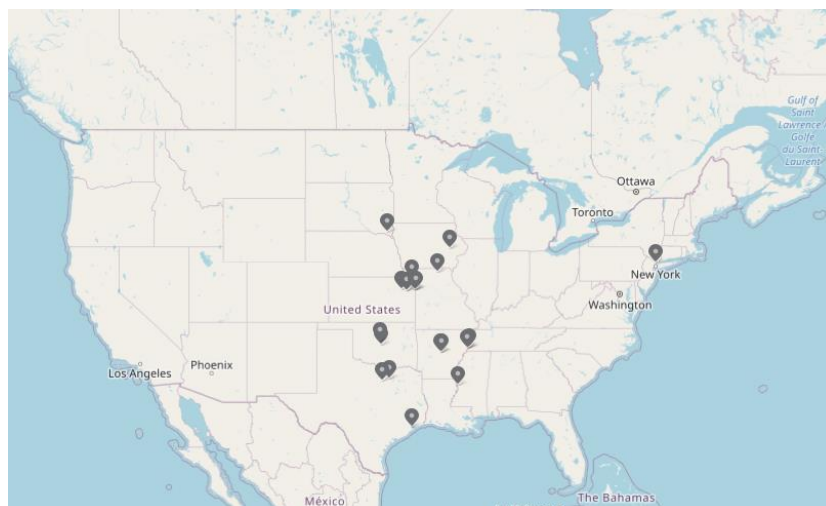 Gulf of
Saint
Lawrence /
Golfe
du Saint-
Laurent
Ottawa
Toronto
New York
Washington
United States
Los Angeles
Phoenix
México
The Bahamas